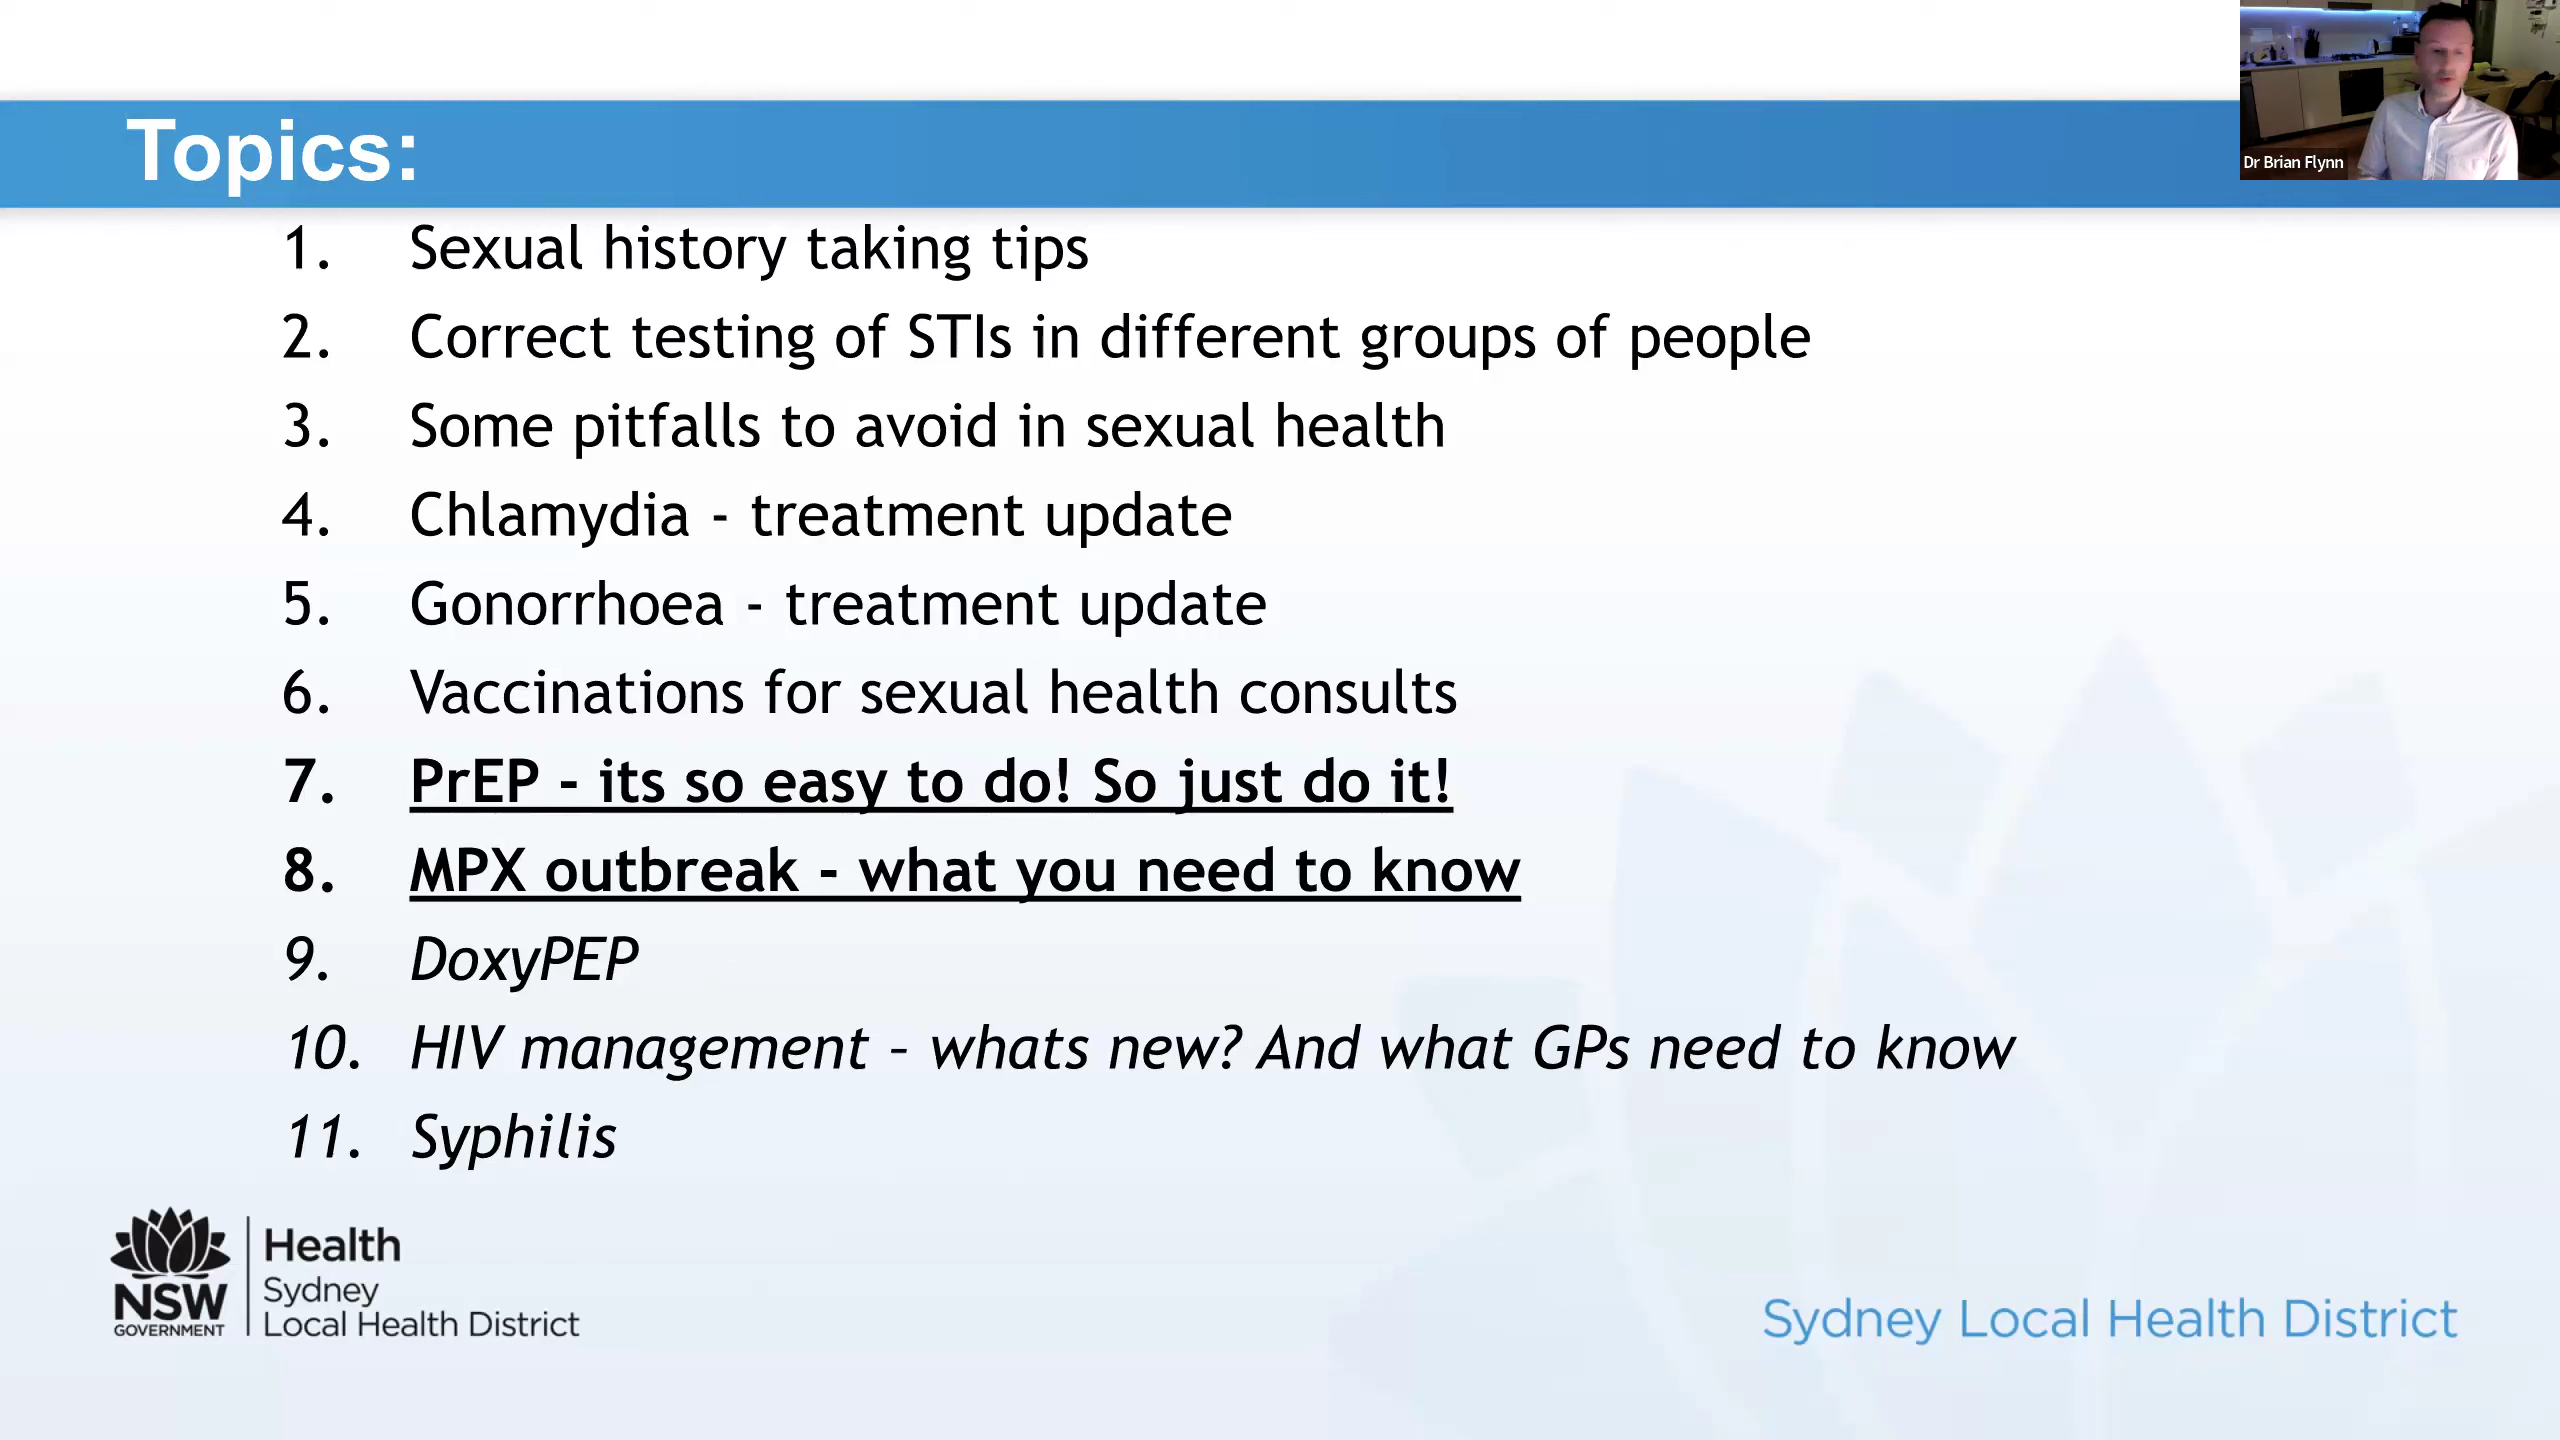 Topics:
Dr Brian Flynn
1. Sexual history taking tips
2. Correct testing of STIs in different groups of people
3. Some pitfalls to avoid in sexual health
4. Chlamydia - treatment update
5. Gonorrhoea - treatment update
6. Vaccinations for sexual health consults
7. PrEP - its so easy to do! So just do it!
8. MPX outbreak - what you need to know
9. DoxyPEP
10. HIV management – whats new? And what GPs need to know
11. Syphilis
NSW
GOVERNMENT
Health
Sydney
Local Health District
Sydney Local Health District